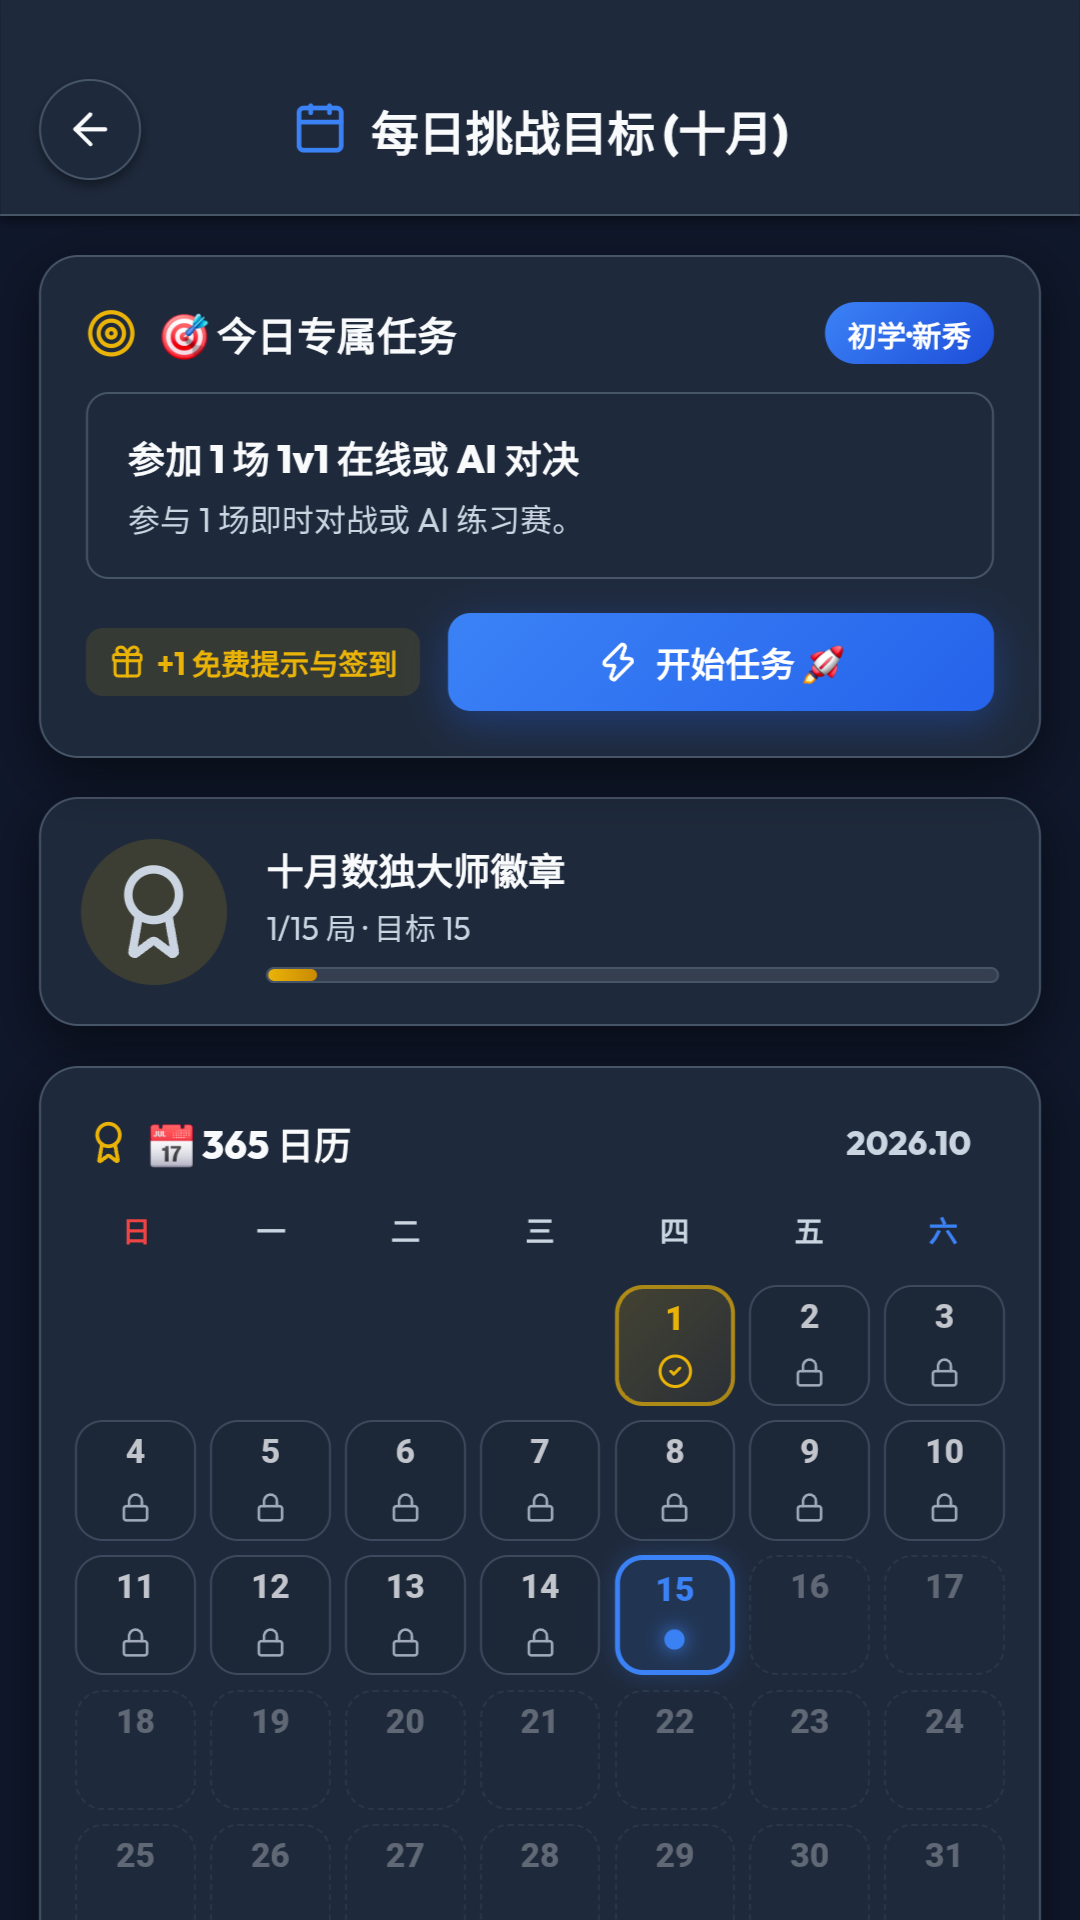 每日挑战目标 (十月)
🎯 今日专属任务
初学·新秀
参加 1 场 1v1 在线或 AI 对决
参与 1 场即时对战或 AI 练习赛。
+1 免费提示与签到
开始任务 🚀
十月数独大师徽章
1/15 局 · 目标 15
📅 365 日历
2026.10
日 一 二 三 四 五 六
1 2 3
4 5 6 7 8 9 10
11 12 13 14 15 16 17
18 19 20 21 22 23 24
25 26 27 28 29 30 31